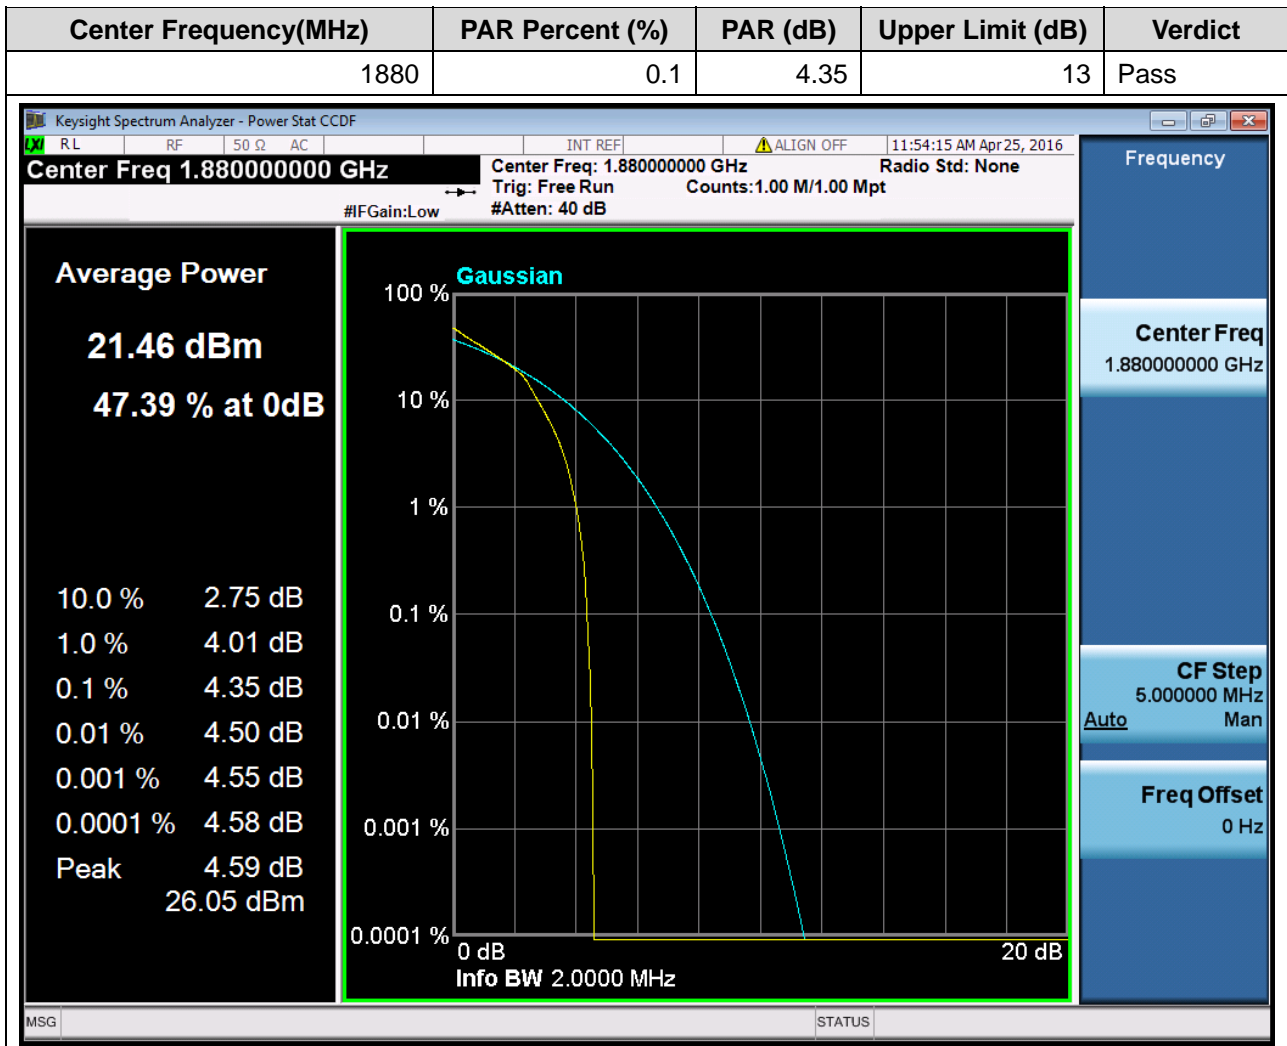 Center Frequency(MHz) PAR Percent (%) PAR (dB) Upper Limit (dB) Verdict
1880 0.1 4.35 13 Pass
Keysight Spectrum Analyzer - Power Stat CCDF
LXI RL RF 50 Ω AC INT REF ALIGN OFF 11:54:15 AM Apr 25, 2016
Center Freq 1.880000000 GHz
Center Freq: 1.880000000 GHz Radio Std: None
Trig: Free Run Counts:1.00 M/1.00 Mpt
#IFGain:Low #Atten: 40 dB
Average Power
21.46 dBm
47.39 % at 0dB
10.0 % 2.75 dB
1.0 % 4.01 dB
0.1 % 4.35 dB
0.01 % 4.50 dB
0.001 % 4.55 dB
0.0001 % 4.58 dB
Peak 4.59 dB
26.05 dBm
Gaussian
100 %
10 %
1 %
0.1 %
0.01 %
0.001 %
0.0001 %
0 dB 20 dB
Info BW 2.0000 MHz
Frequency
Center Freq
1.880000000 GHz
CF Step
5.000000 MHz
Auto Man
Freq Offset
0 Hz
MSG STATUS